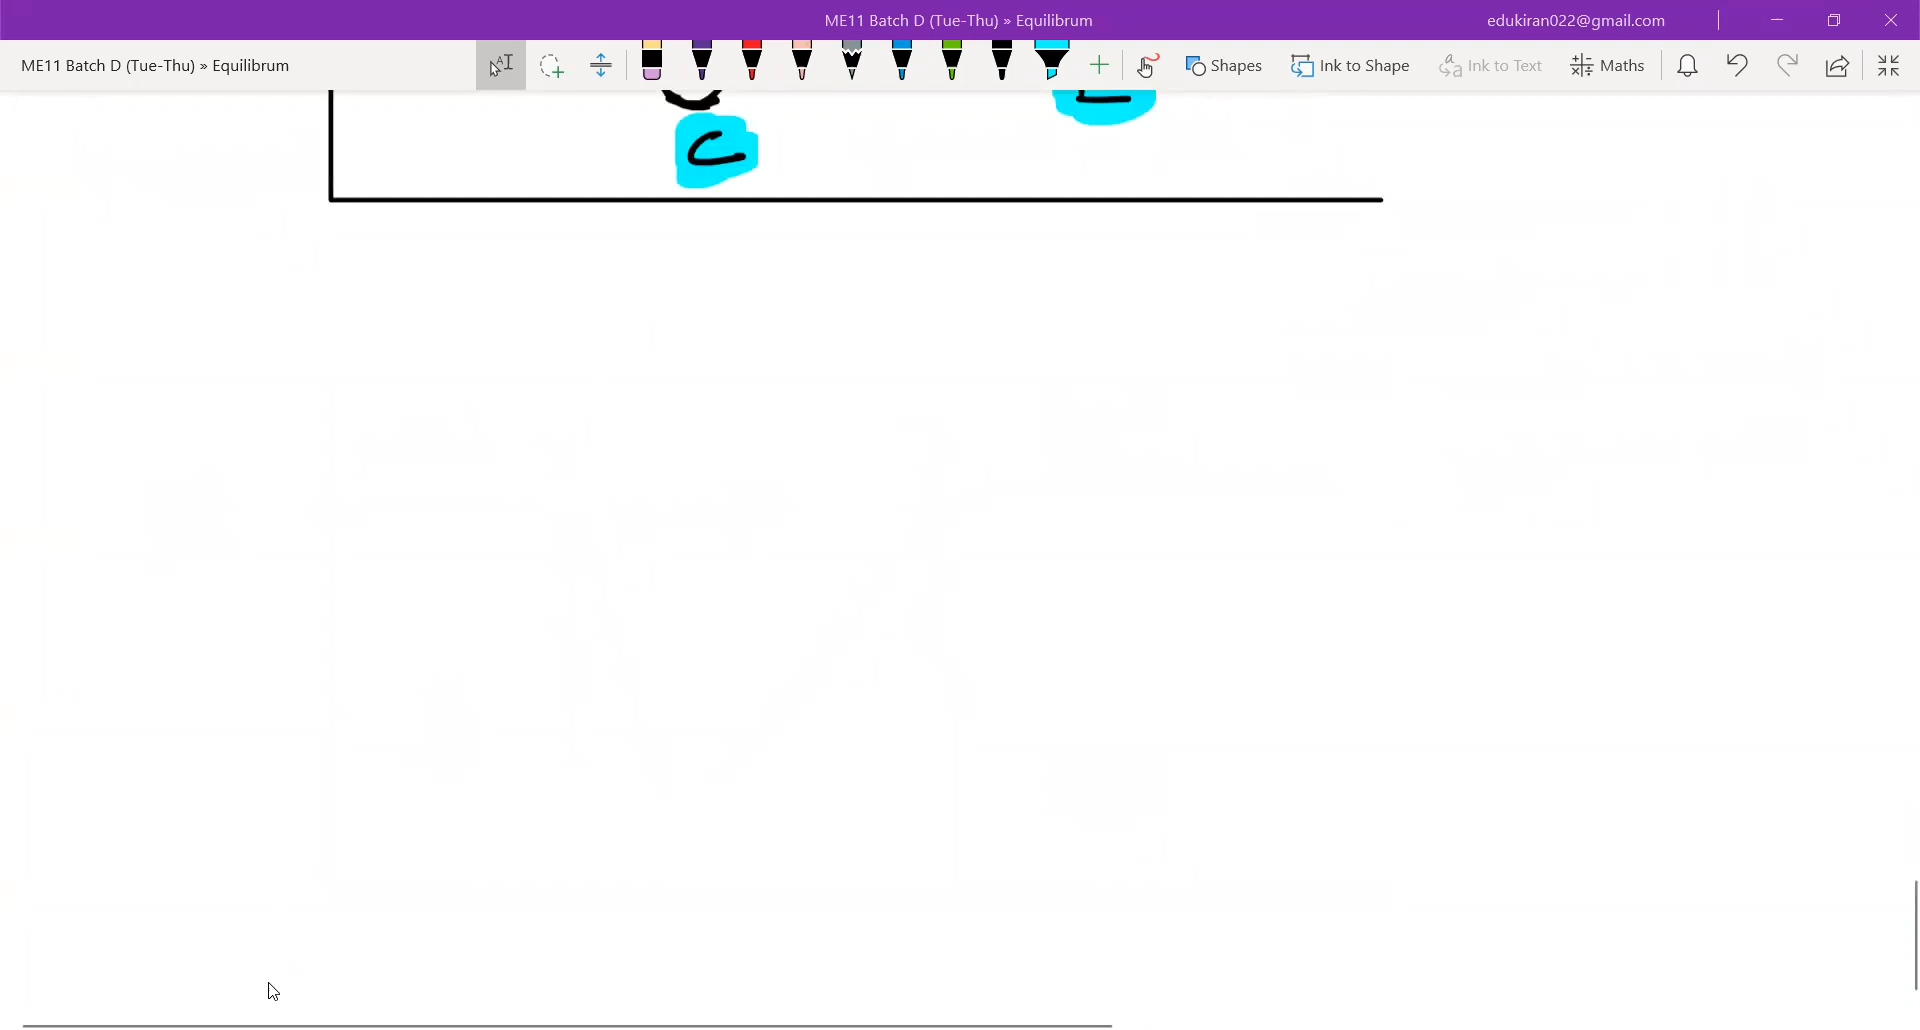 ME11 Batch D (Tue-Thu) » Equilibrum
edukiran022@gmail.com
ME11 Batch D (Tue-Thu) » Equilibrum
Shapes
Ink to Shape
Ink to Text
Maths
C